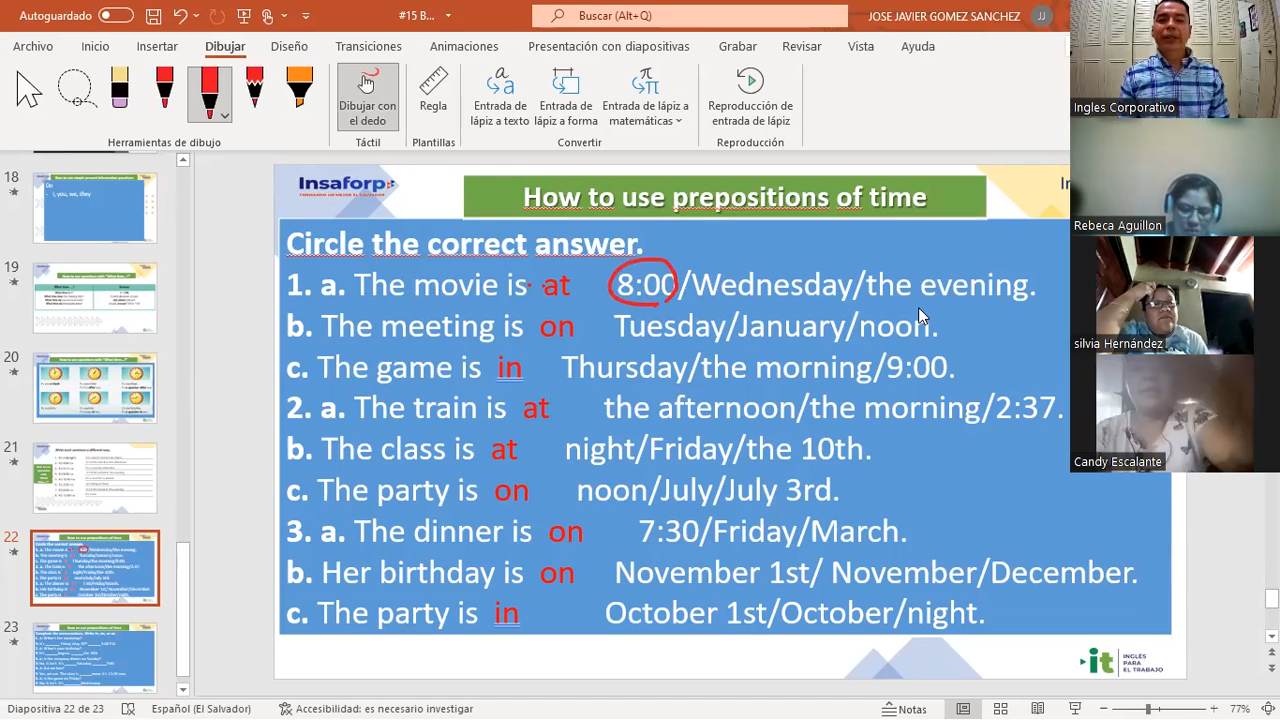 Autoguardado
#15 B...
Buscar (Alt+Q)
JOSE JAVIER GOMEZ SANCHEZ
JJ
Archivo Inicio Insertar Dibujar Diseño Transiciones Animaciones Presentación con diapositivas Grabar Revisar Vista Ayuda
Dibujar con el dedo
Regla
Entrada de lápiz a texto
Entrada de lápiz a forma
Entrada de lápiz a matemáticas
Reproducción de entrada de lápiz
Herramientas de dibujo
Táctil
Plantillas
Convertir
Reproducción
Ingles Corporativo
Rebeca Aguillon
silvia Hernández
Candy Escalante
18
19
20
21
22
23
Insaforp
How to use prepositions of time
Circle the correct answer.
1. a. The movie is at 8:00/Wednesday/the evening.
b. The meeting is on Tuesday/January/noon.
c. The game is in Thursday/the morning/9:00.
2. a. The train is at the afternoon/the morning/2:37.
b. The class is at night/Friday/the 10th.
c. The party is on noon/July/July 3rd.
3. a. The dinner is on 7:30/Friday/March.
b. Her birthday is on November 1st/ November/December.
c. The party is in October 1st/October/night.
it INGLÉS PARA EL TRABAJO
Diapositiva 22 de 23
Español (El Salvador)
Accesibilidad: es necesario investigar
Notas
77%